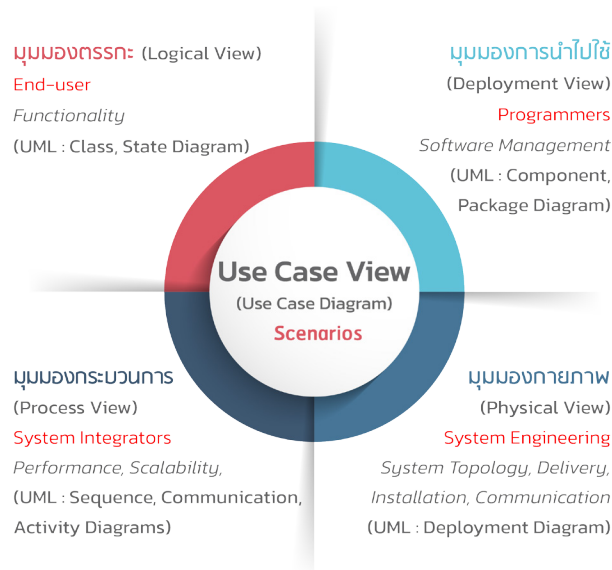 มุมมองตรรกะ (Logical View)
End-user
Functionality
(UML : Class, State Diagram)
มุมมองการนำไปใช้
(Deployment View)
Programmers
Software Management
(UML : Component,
Package Diagram)
Use Case View
(Use Case Diagram)
Scenarios
มุมมองกระบวนการ
(Process View)
System Integrators
Performance, Scalability,
(UML : Sequence, Communication,
Activity Diagrams)
มุมมองกายภาพ
(Physical View)
System Engineering
System Topology, Delivery,
Installation, Communication
(UML : Deployment Diagram)